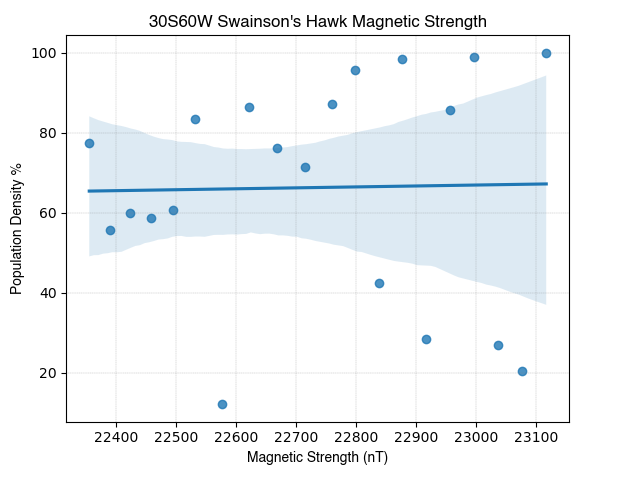 30S60W Swainson's Hawk Magnetic Strength
Population Density %
100
80
60
40
20
22400 22500 22600 22700 22800 22900 23000 23100
Magnetic Strength (nT)